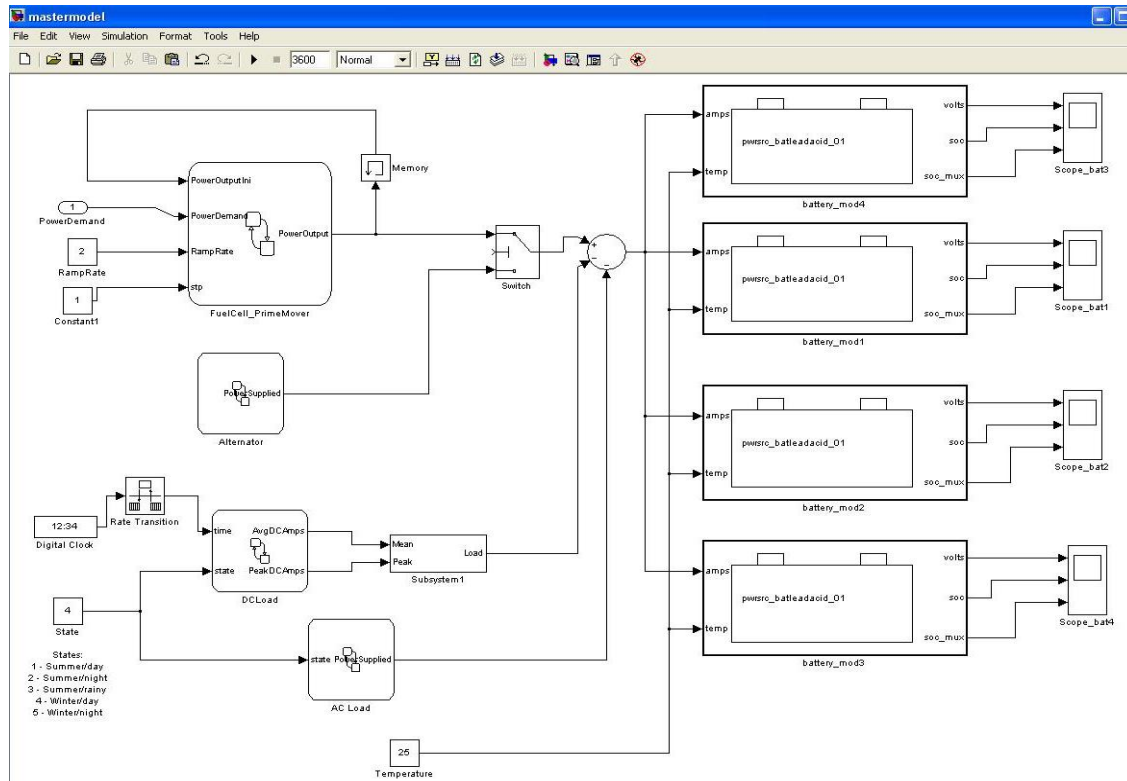 mastermodel
File Edit View Simulation Format Tools Help
3600 Normal
PowerOutputIni
PowerDemand
RampRate
stp
PowerOutput
FuelCell_PrimeMover
Memory
1
PowerDemand
2
RampRate
1
Constant1
Switch
+
−
−
PowerSupplied
Alternator
12:34
Digital Clock
Rate Transition
time
state
AvgDCAmps
PeakDCAmps
DCLoad
Mean
Peak
Load
Subsystem1
4
State
States:
1 - Summer/day
2 - Summer/night
3 - Summer/rainy
4 - Winter/day
5 - Winter/night
state PowerSupplied
AC Load
25
Temperature
amps
temp
pwrsrc_batleadacid_01
volts
soc
soc_mux
battery_mod4
Scope_bat3
amps
temp
pwrsrc_batleadacid_01
volts
soc
soc_mux
battery_mod1
Scope_bat1
amps
temp
pwrsrc_batleadacid_01
volts
soc
soc_mux
battery_mod2
Scope_bat2
amps
temp
pwrsrc_batleadacid_01
volts
soc
soc_mux
battery_mod3
Scope_bat4